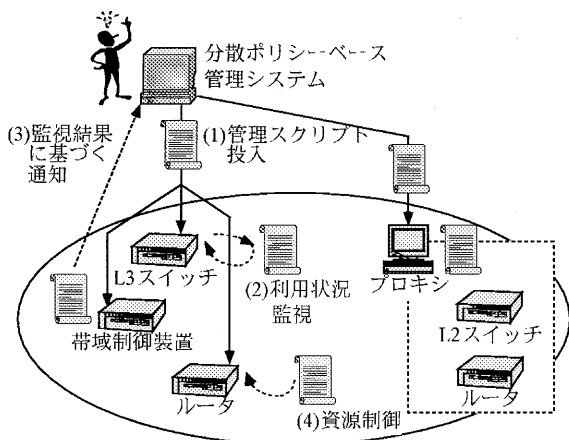 分散ポリシーベース
管理システム
(3)監視結果
に基づく
通知
(1)管理スクリプト
投入
L3スイッチ
(2)利用状況
監視
プロキシ
帯域制御装置
L2スイッチ
ルータ
(4)資源制御
ルータ